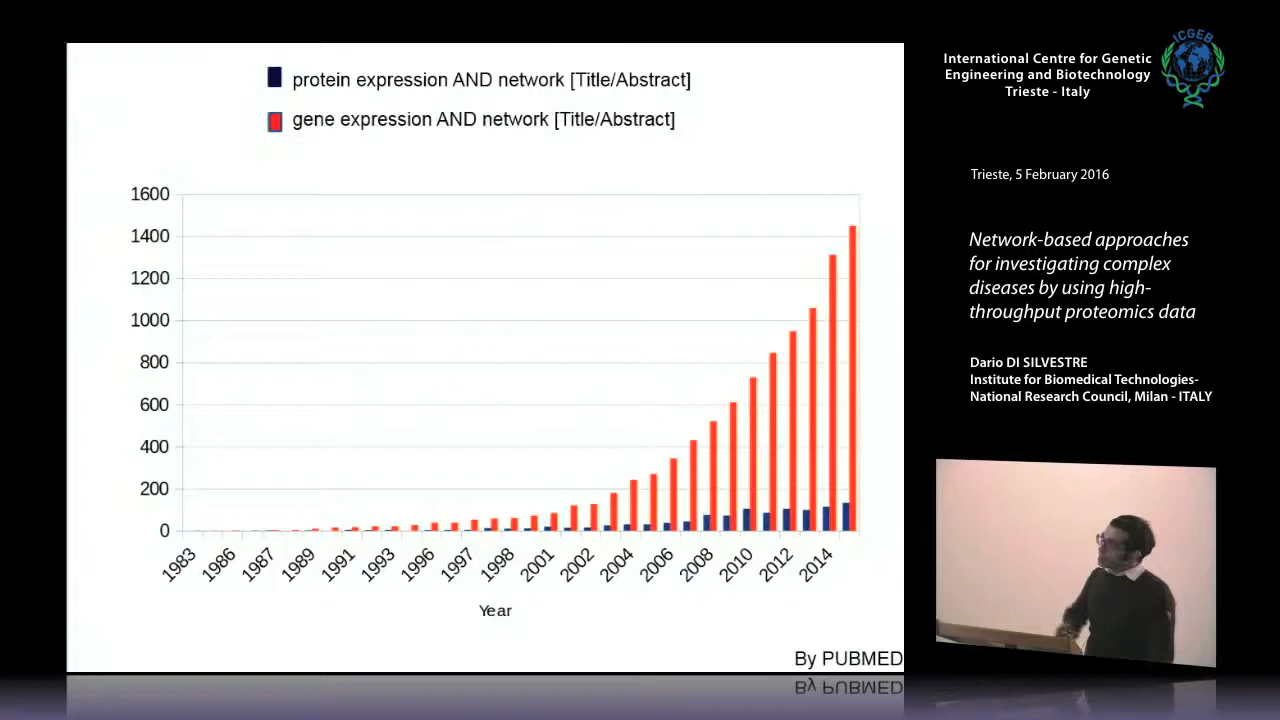 protein expression AND network [Title/Abstract]
gene expression AND network [Title/Abstract]
1600
1400
1200
1000
800
600
400
200
0
1983
1986
1987
1989
1991
1993
1996
1997
1998
2001
2002
2004
2006
2008
2010
2012
2014
Year
By PUBMED
By PUBMED
International Centre for Genetic
Engineering and Biotechnology
Trieste - Italy
ICGEB
Trieste, 5 February 2016
Network-based approaches
for investigating complex
diseases by using high-
throughput proteomics data
Dario DI SILVESTRE
Institute for Biomedical Technologies-
National Research Council, Milan - ITALY